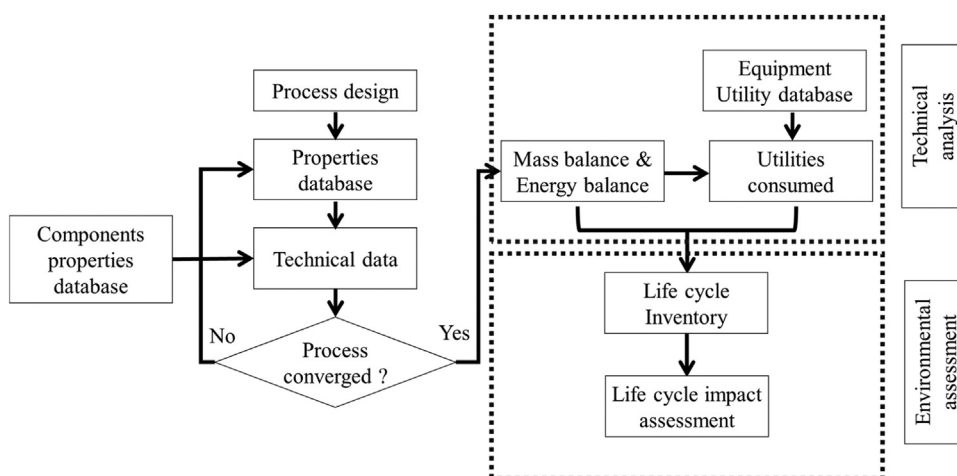 Process design
Properties
database
Components
properties
database
Technical data
No
Yes
Process
converged ?
Equipment
Utility database
Mass balance &
Energy balance
Utilities
consumed
Technical
analysis
Life cycle
Inventory
Life cycle impact
assessment
Environmental
assessment